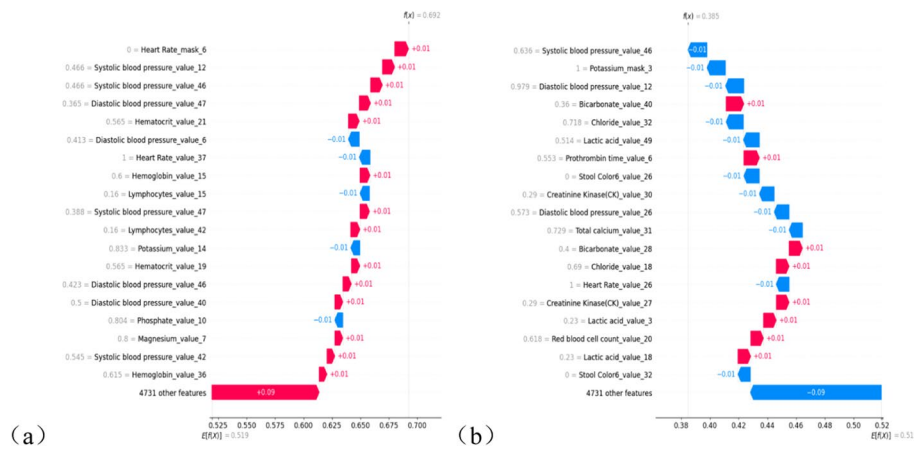 f(x) = 0.692
0 = Heart Rate_mask_6
+0.01
0.466 = Systolic blood pressure_value_12
+0.01
0.466 = Systolic blood pressure_value_46
+0.01
0.365 = Diastolic blood pressure_value_47
+0.01
0.565 = Hematocrit_value_21
+0.01
0.413 = Diastolic blood pressure_value_6
−0.01
1 = Heart Rate_value_37
−0.01
0.6 = Hemoglobin_value_15
+0.01
0.16 = Lymphocytes_value_15
−0.01
0.388 = Systolic blood pressure_value_47
+0.01
0.16 = Lymphocytes_value_42
+0.01
0.833 = Potassium_value_14
−0.01
0.565 = Hematocrit_value_19
+0.01
0.423 = Diastolic blood pressure_value_46
+0.01
0.5 = Diastolic blood pressure_value_40
+0.01
0.804 = Phosphate_value_10
−0.01
0.8 = Magnesium_value_7
+0.01
0.545 = Systolic blood pressure_value_42
+0.01
0.615 = Hemoglobin_value_36
+0.01
4731 other features
+0.09
0.525 0.550 0.575 0.600 0.625 0.650 0.675 0.700
E[f(X)] = 0.519
(a)
f(x) = 0.385
0.636 = Systolic blood pressure_value_46
−0.01
1 = Potassium_mask_3
−0.01
0.979 = Diastolic blood pressure_value_12
−0.01
0.36 = Bicarbonate_value_40
+0.01
0.718 = Chloride_value_32
−0.01
0.514 = Lactic acid_value_49
−0.01
0.553 = Prothrombin time_value_6
+0.01
0 = Stool Color6_value_26
−0.01
0.29 = Creatinine Kinase(CK)_value_30
−0.01
0.573 = Diastolic blood pressure_value_26
−0.01
0.729 = Total calcium_value_31
−0.01
0.4 = Bicarbonate_value_28
+0.01
0.69 = Chloride_value_18
+0.01
1 = Heart Rate_value_26
−0.01
0.29 = Creatinine Kinase(CK)_value_27
+0.01
0.23 = Lactic acid_value_3
+0.01
0.618 = Red blood cell count_value_20
+0.01
0.23 = Lactic acid_value_18
+0.01
0 = Stool Color6_value_32
−0.01
4731 other features
−0.09
0.38 0.40 0.42 0.44 0.46 0.48 0.50 0.52
E[f(X)] = 0.51
(b)